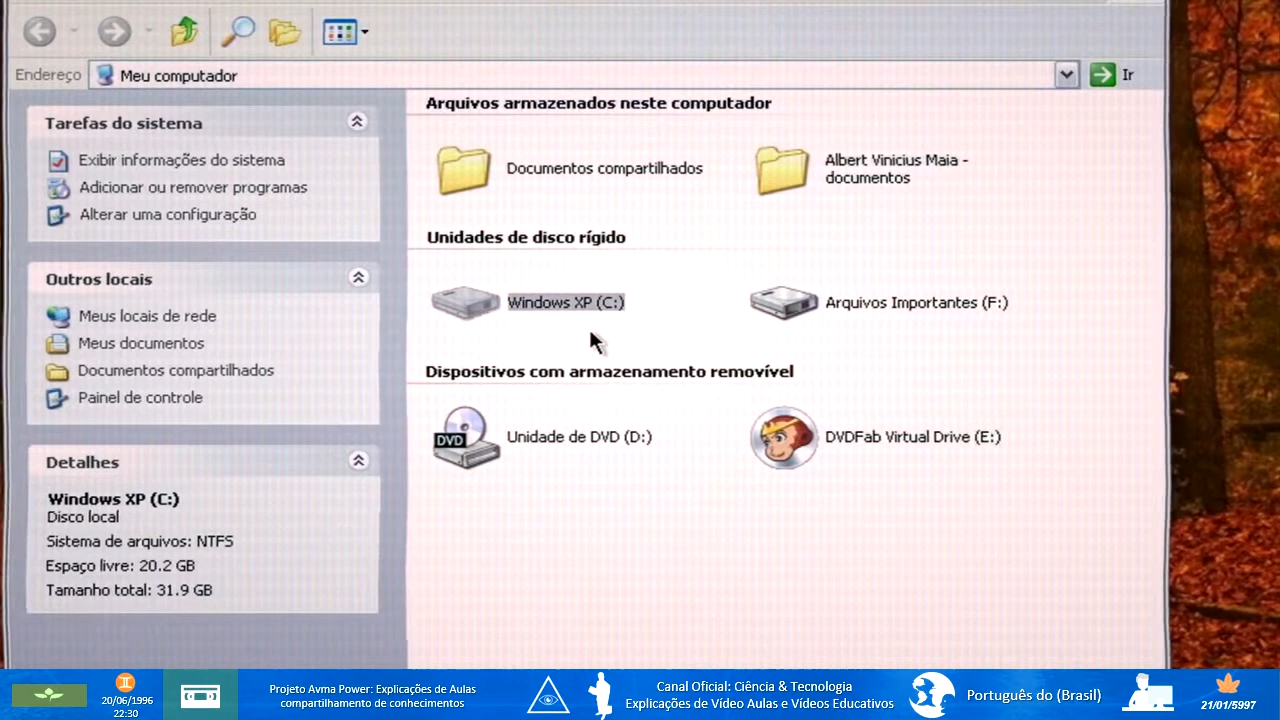 Endereço
Meu computador
Ir
Tarefas do sistema
Exibir informações do sistema
Adicionar ou remover programas
Alterar uma configuração
Outros locais
Meus locais de rede
Meus documentos
Documentos compartilhados
Painel de controle
Detalhes
Windows XP (C:)
Disco local
Sistema de arquivos: NTFS
Espaço livre: 20.2 GB
Tamanho total: 31.9 GB
Arquivos armazenados neste computador
Documentos compartilhados
Albert Vinicius Maia -
documentos
Unidades de disco rígido
Windows XP (C:)
Arquivos Importantes (F:)
Dispositivos com armazenamento removível
DVD
Unidade de DVD (D:)
DVDFab Virtual Drive (E:)
20/06/1996
22:30
Projeto Avma Power: Explicações de Aulas
compartilhamento de conhecimentos
Canal Oficial: Ciência & Tecnologia
Explicações de Vídeo Aulas e Vídeos Educativos
Português do (Brasil)
21/01/5997